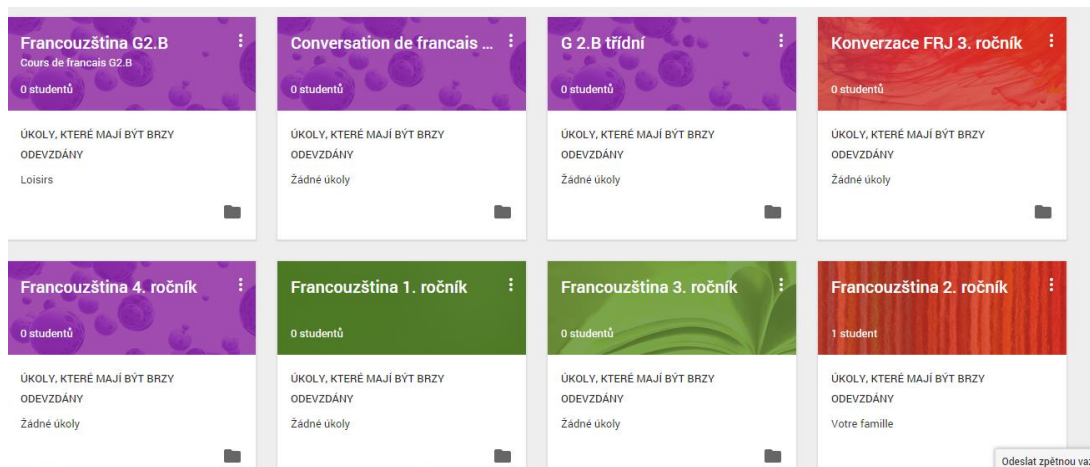 Francouzština G2.B
Cours de francais G2.B
0 studentů
ÚKOLY, KTERÉ MAJÍ BÝT BRZY
ODEVZDÁNY
Loisirs
Conversation de francais ...
0 studentů
ÚKOLY, KTERÉ MAJÍ BÝT BRZY
ODEVZDÁNY
Žádné úkoly
G 2.B třídní
0 studentů
ÚKOLY, KTERÉ MAJÍ BÝT BRZY
ODEVZDÁNY
Žádné úkoly
Konverzace FRJ 3. ročník
0 studentů
ÚKOLY, KTERÉ MAJÍ BÝT BRZY
ODEVZDÁNY
Žádné úkoly
Francouzština 4. ročník
0 studentů
ÚKOLY, KTERÉ MAJÍ BÝT BRZY
ODEVZDÁNY
Žádné úkoly
Francouzština 1. ročník
0 studentů
ÚKOLY, KTERÉ MAJÍ BÝT BRZY
ODEVZDÁNY
Žádné úkoly
Francouzština 3. ročník
0 studentů
ÚKOLY, KTERÉ MAJÍ BÝT BRZY
ODEVZDÁNY
Žádné úkoly
Francouzština 2. ročník
1 student
ÚKOLY, KTERÉ MAJÍ BÝT BRZY
ODEVZDÁNY
Votre famille
Odeslat zpětnou vaz